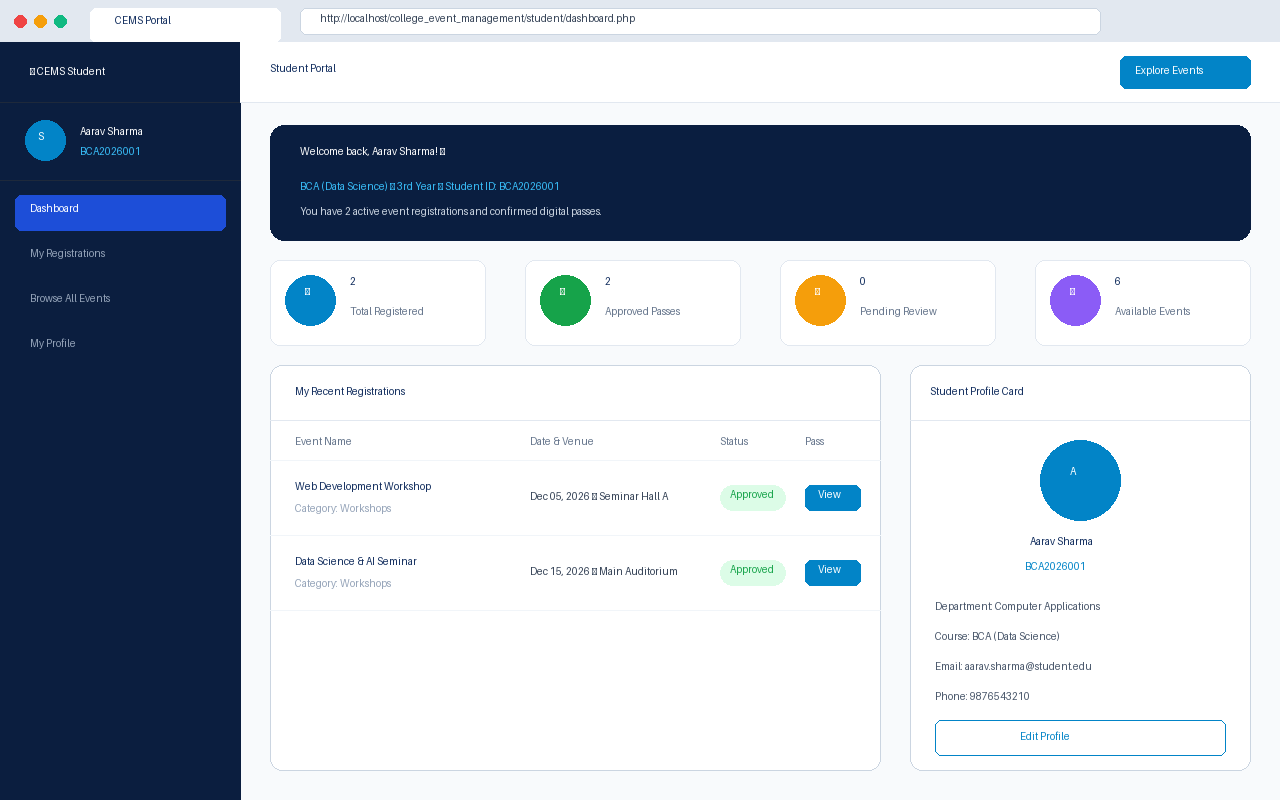 CEMS Portal
http://localhost/college_event_management/student/dashboard.php
CEMS Student
Student Portal
Explore Events
S
Aarav Sharma
BCA2026001
Dashboard
My Registrations
Browse All Events
My Profile
Welcome back, Aarav Sharma!
BCA (Data Science) 3rd Year Student ID: BCA2026001
You have 2 active event registrations and confirmed digital passes.
2
Total Registered
2
Approved Passes
0
Pending Review
6
Available Events
My Recent Registrations
Event Name Date & Venue Status Pass
Web Development Workshop
Category: Workshops
Dec 05, 2026 Seminar Hall A
Approved
View
Data Science & AI Seminar
Category: Workshops
Dec 15, 2026 Main Auditorium
Approved
View
Student Profile Card
A
Aarav Sharma
BCA2026001
Department: Computer Applications
Course: BCA (Data Science)
Email: aarav.sharma@student.edu
Phone: 9876543210
Edit Profile